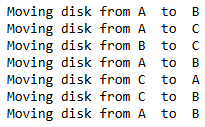 Moving disk from A  to  B
Moving disk from A  to  C
Moving disk from B  to  C
Moving disk from A  to  B
Moving disk from C  to  A
Moving disk from C  to  B
Moving disk from A  to  B